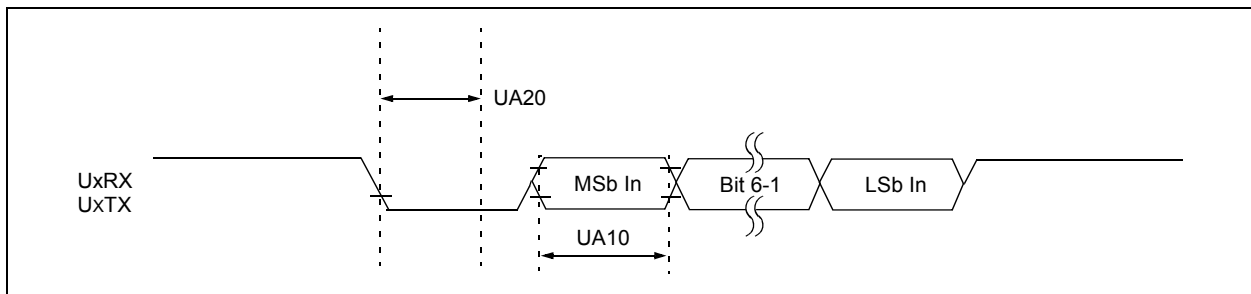 UA20
UxRX
UxTX
MSb In
Bit 6-1
LSb In
UA10